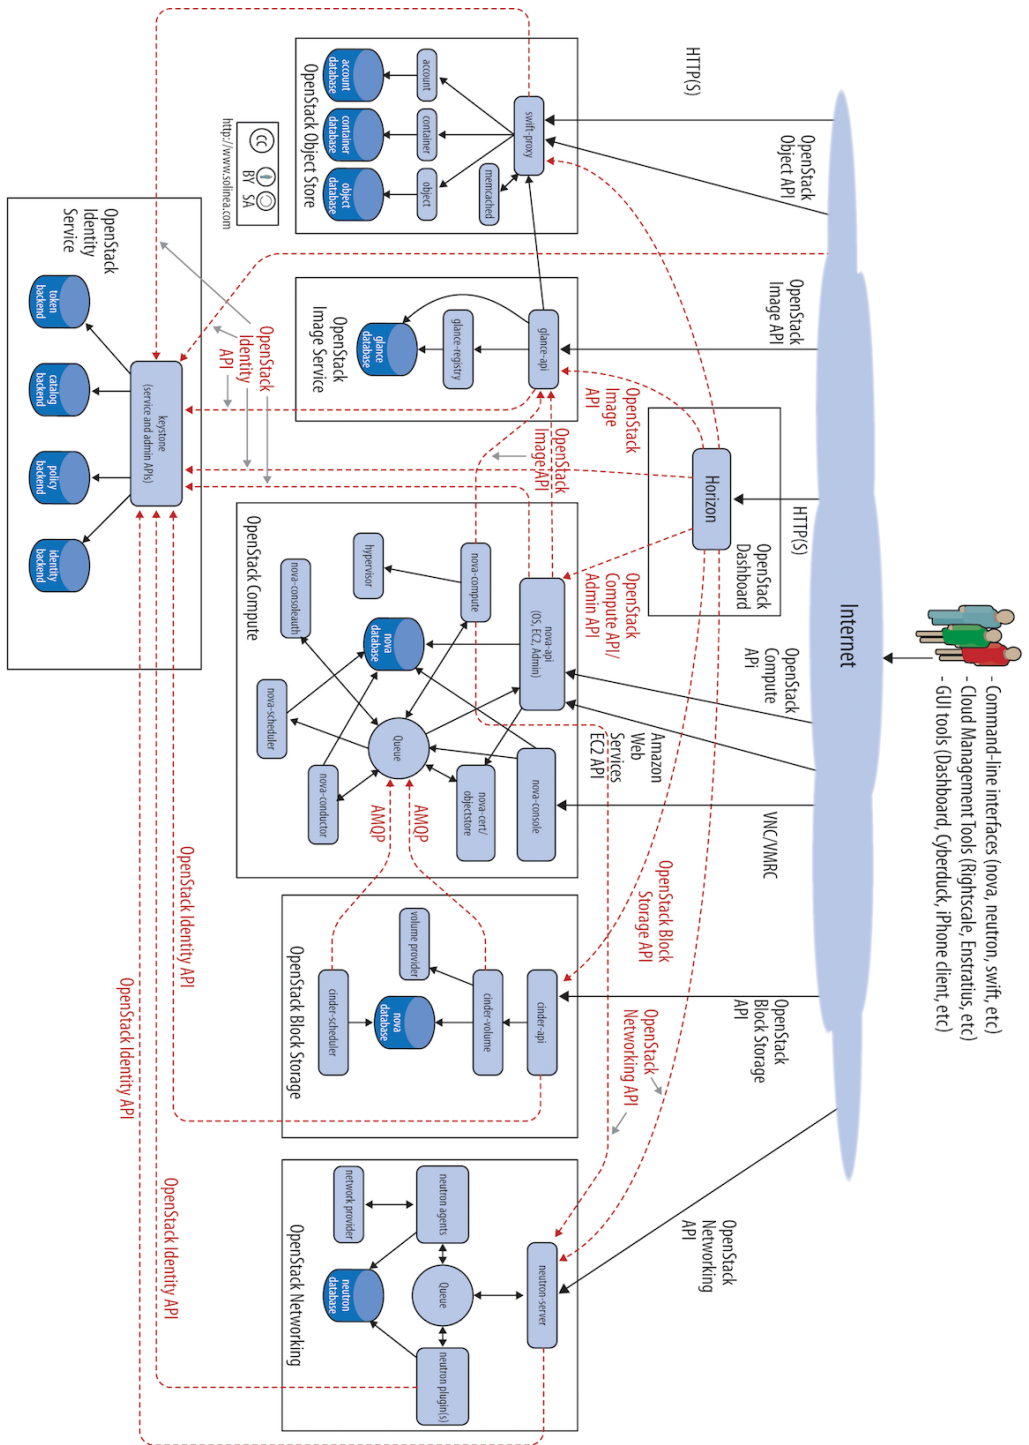 - Command-line interfaces (nova, neutron, swift, etc)
- Cloud Management Tools (Rightscale, Enstratius, etc)
- GUI tools (Dashboard, Cyberduck, iPhone client, etc)
Internet
HTTP(S)
OpenStack
Object API
OpenStack
Image API
HTTP(S)
OpenStack
Dashboard
Horizon
OpenStack
Compute
APi
Amazon
Web
Services
EC2 API
VNC/VMRC
OpenStack
Block Storage
API
OpenStack
Networking
API
OpenStack
Image
API
OpenStack
Image API
OpenStack
Compute API/
Admin API
OpenStack Block
Storage API
OpenStack
Networking API
swift-proxy
memcached
account
container
object
account
database
container
database
object
database
OpenStack Object Store
glance-api
glance-registry
glance
database
OpenStack
Image Service
nova-api
(OS, EC2, Admin)
nova-console
nova-compute
nova-cert/
objectstore
nova
database
Queue
hypervisor
nova-consoleauth
nova-scheduler
nova-conductor
OpenStack Compute
AMQP
AMQP
cinder-api
cinder-volume
volume provider
nova
database
cinder-scheduler
OpenStack Block Storage
neutron-server
neutron agents
Queue
neutron plugin(s)
network provider
neutron
database
OpenStack Networking
CC
BY SA
http://www.solinea.com
OpenStack
Identity
API
OpenStack Identity API
OpenStack Identity API
OpenStack Identity API
keystone
(service and admin APIs)
token
backend
catalog
backend
policy
backend
identity
backend
OpenStack
Identity
Service